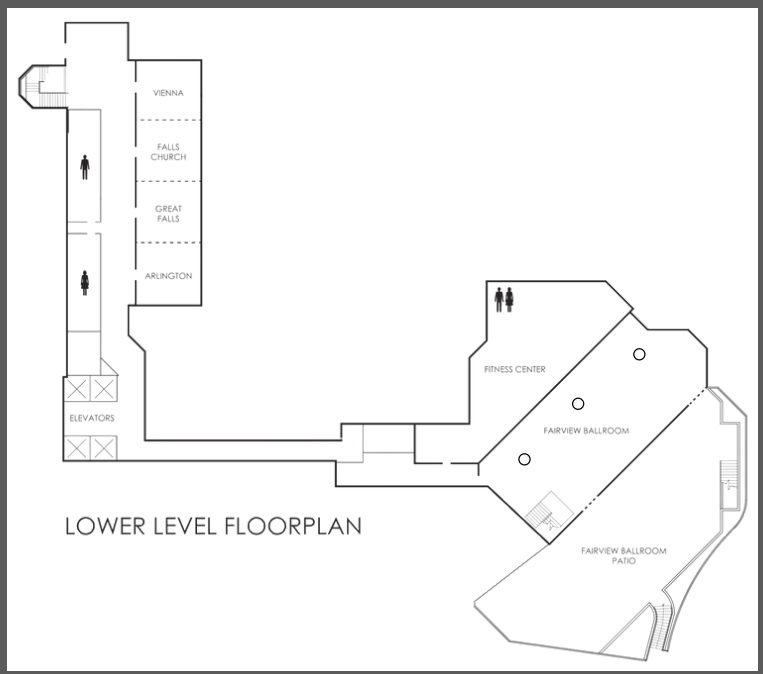 VIENNA
FALLS
CHURCH
GREAT
FALLS
ARLINGTON
FITNESS CENTER
ELEVATORS
FAIRVIEW BALLROOM
LOWER LEVEL FLOORPLAN
FAIRVIEW BALLROOM
PATIO